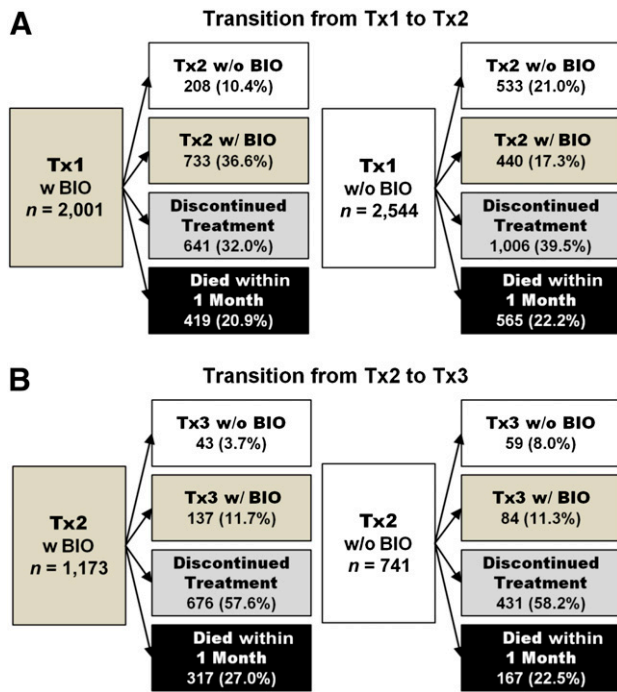 A
Transition from Tx1 to Tx2
Tx1
w BIO
n = 2,001
Tx2 w/o BIO
208 (10.4%)
Tx2 w/ BIO
733 (36.6%)
Discontinued
Treatment
641 (32.0%)
Died within
1 Month
419 (20.9%)
Tx1
w/o BIO
n = 2,544
Tx2 w/o BIO
533 (21.0%)
Tx2 w/ BIO
440 (17.3%)
Discontinued
Treatment
1,006 (39.5%)
Died within
1 Month
565 (22.2%)
B
Transition from Tx2 to Tx3
Tx2
w BIO
n = 1,173
Tx3 w/o BIO
43 (3.7%)
Tx3 w/ BIO
137 (11.7%)
Discontinued
Treatment
676 (57.6%)
Died within
1 Month
317 (27.0%)
Tx2
w/o BIO
n = 741
Tx3 w/o BIO
59 (8.0%)
Tx3 w/ BIO
84 (11.3%)
Discontinued
Treatment
431 (58.2%)
Died within
1 Month
167 (22.5%)